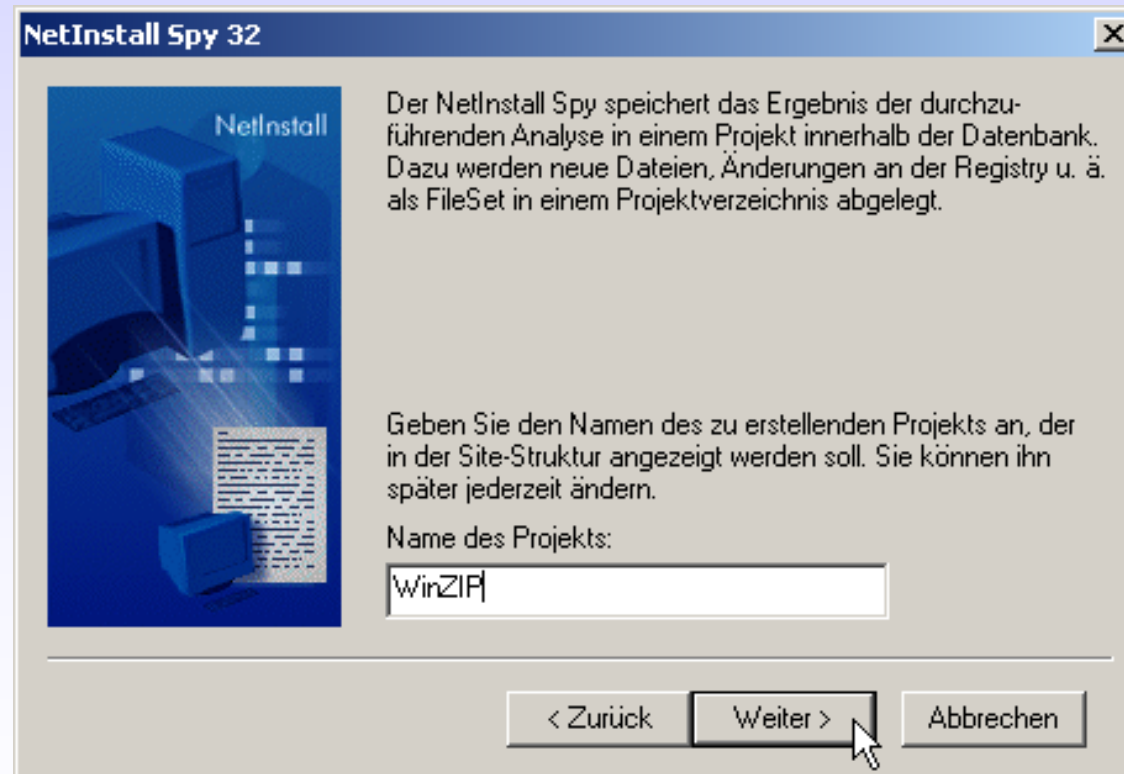 NetInstall Spy 32
NetInstall
Der NetInstall Spy speichert das Ergebnis der durchzu-
führenden Analyse in einem Projekt innerhalb der Datenbank.
Dazu werden neue Dateien, Änderungen an der Registry u. ä.
als FileSet in einem Projektverzeichnis abgelegt.
Geben Sie den Namen des zu erstellenden Projekts an, der
in der Site-Struktur angezeigt werden soll. Sie können ihn
später jederzeit ändern.
Name des Projekts:
WinZIP
< Zurück Weiter > Abbrechen